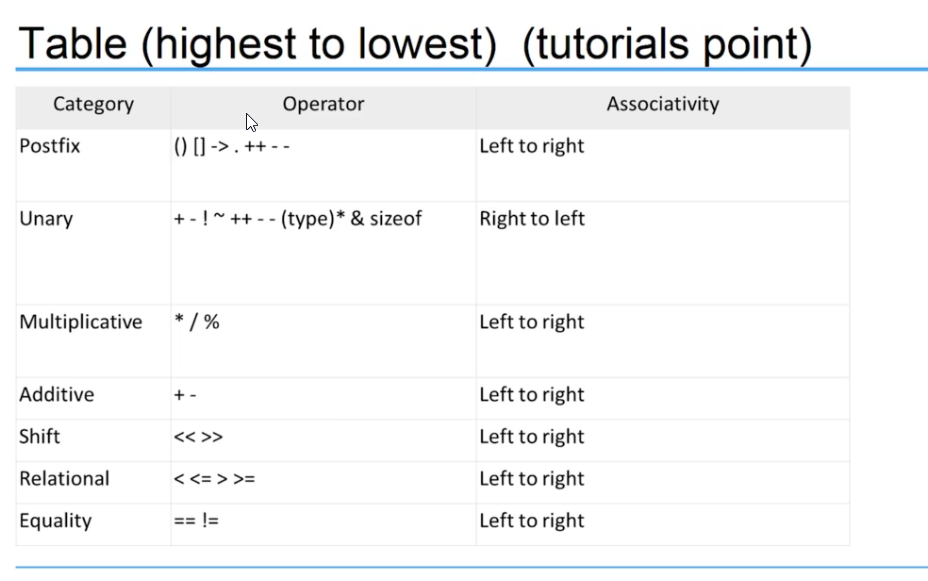 Table (highest to lowest)  (tutorials point)
Category Operator Associativity
Postfix () [] -> . ++ - - Left to right
Unary + - ! ~ ++ - - (type)* & sizeof Right to left
Multiplicative * / % Left to right
Additive + - Left to right
Shift << >> Left to right
Relational < <= > >= Left to right
Equality == != Left to right